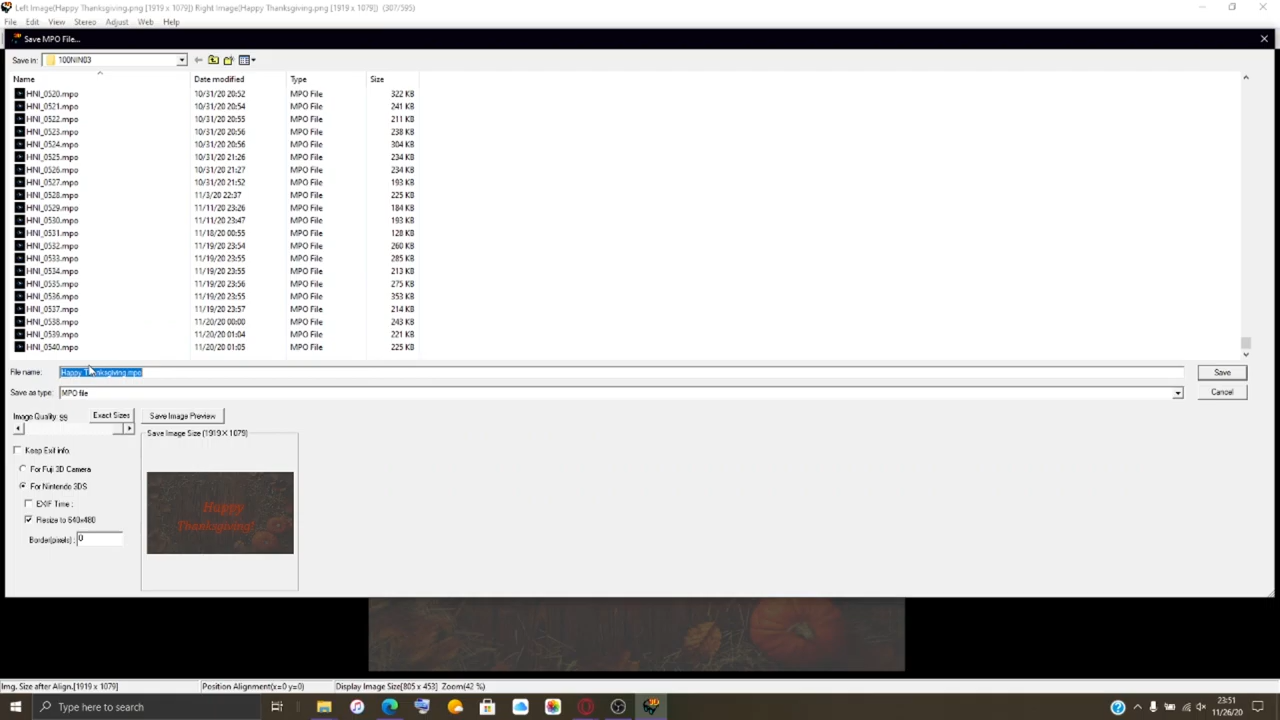 Left Image(Happy Thanksgiving.png [1919 x 1079]) Right Image(Happy Thanksgiving.png [1919 x 1079]) (307/595)
File Edit View Stereo Adjust Web Help
Save MPO File...
Save in: 100NIN03
Name Date modified Type Size
HNI_0520.mpo 10/31/20 20:52 MPO File 322 KB
HNI_0521.mpo 10/31/20 20:54 MPO File 241 KB
HNI_0522.mpo 10/31/20 20:55 MPO File 211 KB
HNI_0523.mpo 10/31/20 20:56 MPO File 238 KB
HNI_0524.mpo 10/31/20 20:56 MPO File 304 KB
HNI_0525.mpo 10/31/20 21:26 MPO File 234 KB
HNI_0526.mpo 10/31/20 21:27 MPO File 234 KB
HNI_0527.mpo 10/31/20 21:52 MPO File 193 KB
HNI_0528.mpo 11/3/20 22:37 MPO File 225 KB
HNI_0529.mpo 11/11/20 23:26 MPO File 184 KB
HNI_0530.mpo 11/11/20 23:47 MPO File 193 KB
HNI_0531.mpo 11/18/20 00:55 MPO File 128 KB
HNI_0532.mpo 11/19/20 23:54 MPO File 260 KB
HNI_0533.mpo 11/19/20 23:55 MPO File 285 KB
HNI_0534.mpo 11/19/20 23:55 MPO File 213 KB
HNI_0535.mpo 11/19/20 23:56 MPO File 275 KB
HNI_0536.mpo 11/19/20 23:55 MPO File 353 KB
HNI_0537.mpo 11/19/20 23:57 MPO File 214 KB
HNI_0538.mpo 11/20/20 00:00 MPO File 243 KB
HNI_0539.mpo 11/20/20 01:04 MPO File 221 KB
HNI_0540.mpo 11/20/20 01:05 MPO File 225 KB
File name: Happy Thanksgiving.mpo Save
Save as type: MPO file Cancel
Image Quality: 99 Exact Sizes Save Image Preview
Save Image Size (1919X1079)
Keep Exif info.
For Fuji 3D Camera
For Nintendo 3DS
EXIF Time :
Resize to 640x480
Border(pixels) : 0
Happy
Thanksgiving!
Img. Size after Align.[1919 x 1079] Position Alignment(x=0 y=0) Display Image Size[805 x 453] Zoom(42 %)
Type here to search
23:51
11/26/20